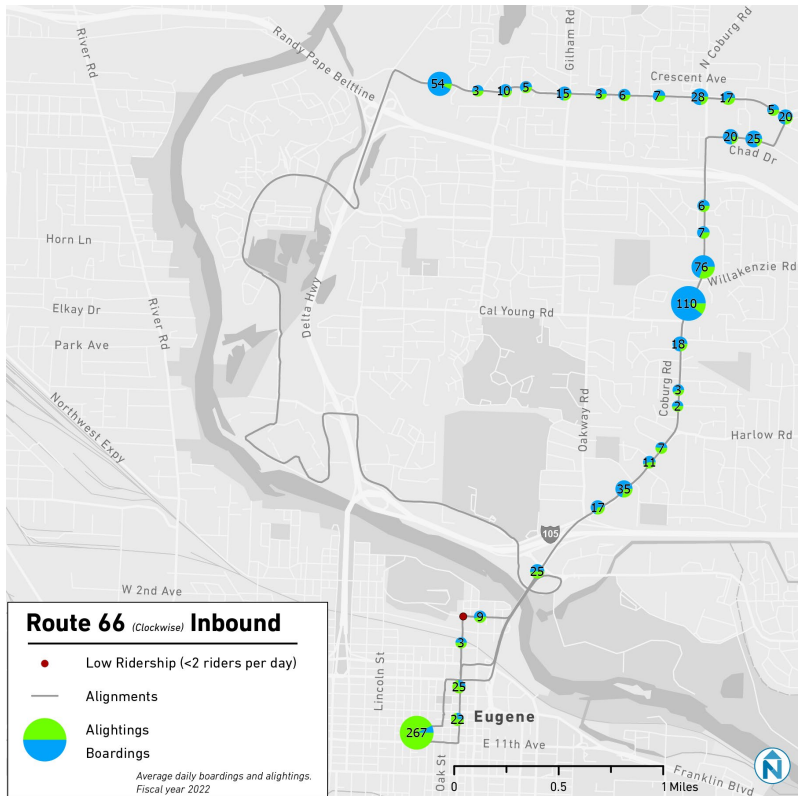 River Rd
Randy Pape Beltline
Gilham Rd
N Coburg Rd
Crescent Ave
54
3
10
5
15
3
6
7
28
17
5
20
20
25
Chad Dr
6
7
Horn Ln
76
Willakenzie Rd
Elkay Dr
River Rd
Delta Hwy
Cal Young Rd
110
Park Ave
18
Northwest Expy
Oakway Rd
Coburg Rd
3
2
Harlow Rd
7
11
35
17
105
25
W 2nd Ave
9
3
Lincoln St
25
22
267
Eugene
E 11th Ave
Oak St
Franklin Blvd
N
0 0.5 1 Miles
Route 66 (Clockwise) Inbound
Low Ridership (<2 riders per day)
Alignments
Alightings
Boardings
Average daily boardings and alightings.
Fiscal year 2022